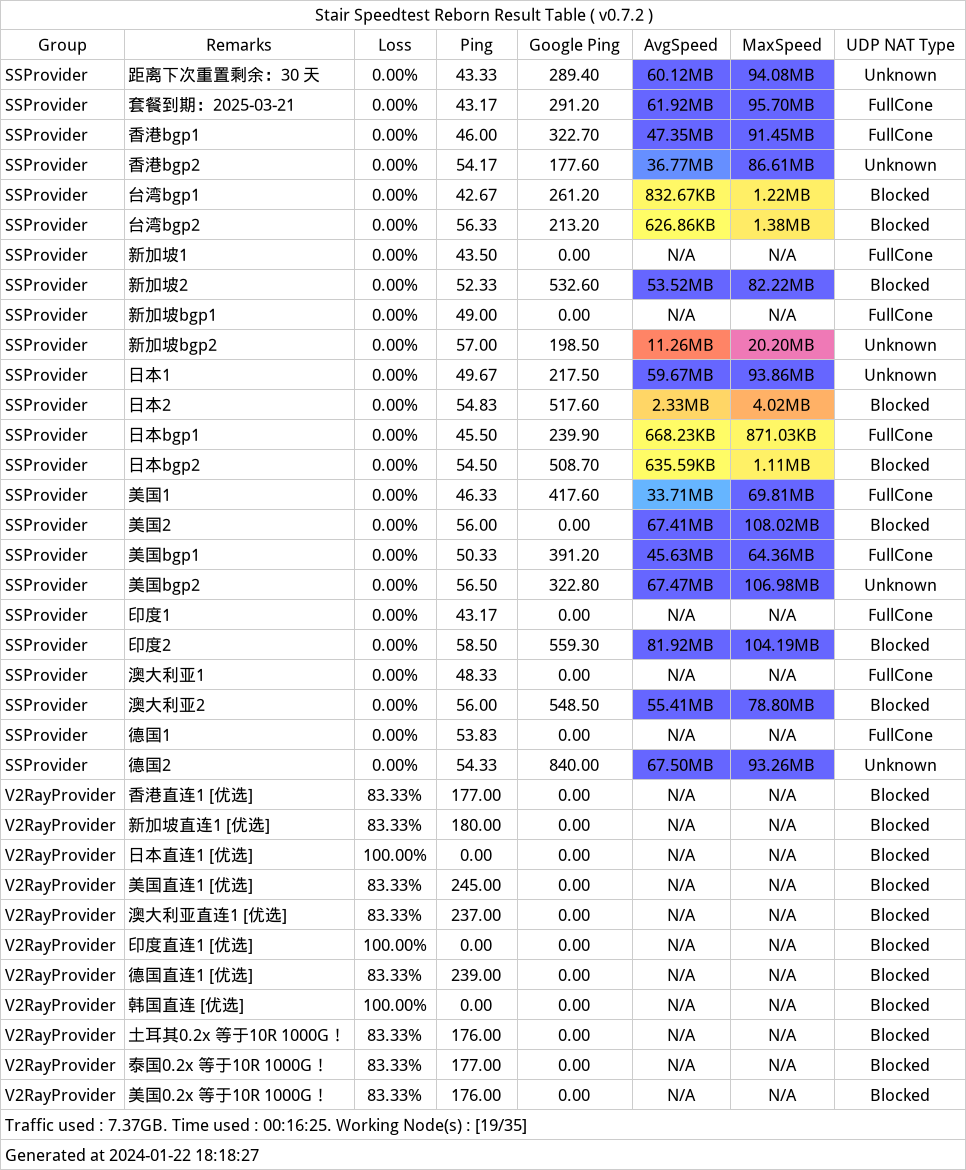 Stair Speedtest Reborn Result Table ( v0.7.2 )
Group Remarks Loss Ping Google Ping AvgSpeed MaxSpeed UDP NAT Type
SSProvider 距离下次重置剩余：30 天 0.00% 43.33 289.40 60.12MB 94.08MB Unknown
SSProvider 套餐到期：2025-03-21 0.00% 43.17 291.20 61.92MB 95.70MB FullCone
SSProvider 香港bgp1 0.00% 46.00 322.70 47.35MB 91.45MB FullCone
SSProvider 香港bgp2 0.00% 54.17 177.60 36.77MB 86.61MB Unknown
SSProvider 台湾bgp1 0.00% 42.67 261.20 832.67KB 1.22MB Blocked
SSProvider 台湾bgp2 0.00% 56.33 213.20 626.86KB 1.38MB Blocked
SSProvider 新加坡1 0.00% 43.50 0.00 N/A N/A FullCone
SSProvider 新加坡2 0.00% 52.33 532.60 53.52MB 82.22MB Blocked
SSProvider 新加坡bgp1 0.00% 49.00 0.00 N/A N/A FullCone
SSProvider 新加坡bgp2 0.00% 57.00 198.50 11.26MB 20.20MB Unknown
SSProvider 日本1 0.00% 49.67 217.50 59.67MB 93.86MB Unknown
SSProvider 日本2 0.00% 54.83 517.60 2.33MB 4.02MB Blocked
SSProvider 日本bgp1 0.00% 45.50 239.90 668.23KB 871.03KB FullCone
SSProvider 日本bgp2 0.00% 54.50 508.70 635.59KB 1.11MB Blocked
SSProvider 美国1 0.00% 46.33 417.60 33.71MB 69.81MB FullCone
SSProvider 美国2 0.00% 56.00 0.00 67.41MB 108.02MB Blocked
SSProvider 美国bgp1 0.00% 50.33 391.20 45.63MB 64.36MB FullCone
SSProvider 美国bgp2 0.00% 56.50 322.80 67.47MB 106.98MB Unknown
SSProvider 印度1 0.00% 43.17 0.00 N/A N/A FullCone
SSProvider 印度2 0.00% 58.50 559.30 81.92MB 104.19MB Blocked
SSProvider 澳大利亚1 0.00% 48.33 0.00 N/A N/A FullCone
SSProvider 澳大利亚2 0.00% 56.00 548.50 55.41MB 78.80MB Blocked
SSProvider 德国1 0.00% 53.83 0.00 N/A N/A FullCone
SSProvider 德国2 0.00% 54.33 840.00 67.50MB 93.26MB Unknown
V2RayProvider 香港直连1 [优选] 83.33% 177.00 0.00 N/A N/A Blocked
V2RayProvider 新加坡直连1 [优选] 83.33% 180.00 0.00 N/A N/A Blocked
V2RayProvider 日本直连1 [优选] 100.00% 0.00 0.00 N/A N/A Blocked
V2RayProvider 美国直连1 [优选] 83.33% 245.00 0.00 N/A N/A Blocked
V2RayProvider 澳大利亚直连1 [优选] 83.33% 237.00 0.00 N/A N/A Blocked
V2RayProvider 印度直连1 [优选] 100.00% 0.00 0.00 N/A N/A Blocked
V2RayProvider 德国直连1 [优选] 83.33% 239.00 0.00 N/A N/A Blocked
V2RayProvider 韩国直连 [优选] 100.00% 0.00 0.00 N/A N/A Blocked
V2RayProvider 土耳其0.2x 等于10R 1000G！ 83.33% 176.00 0.00 N/A N/A Blocked
V2RayProvider 泰国0.2x 等于10R 1000G！ 83.33% 177.00 0.00 N/A N/A Blocked
V2RayProvider 美国0.2x 等于10R 1000G！ 83.33% 176.00 0.00 N/A N/A Blocked
Traffic used : 7.37GB. Time used : 00:16:25. Working Node(s) : [19/35]
Generated at 2024-01-22 18:18:27